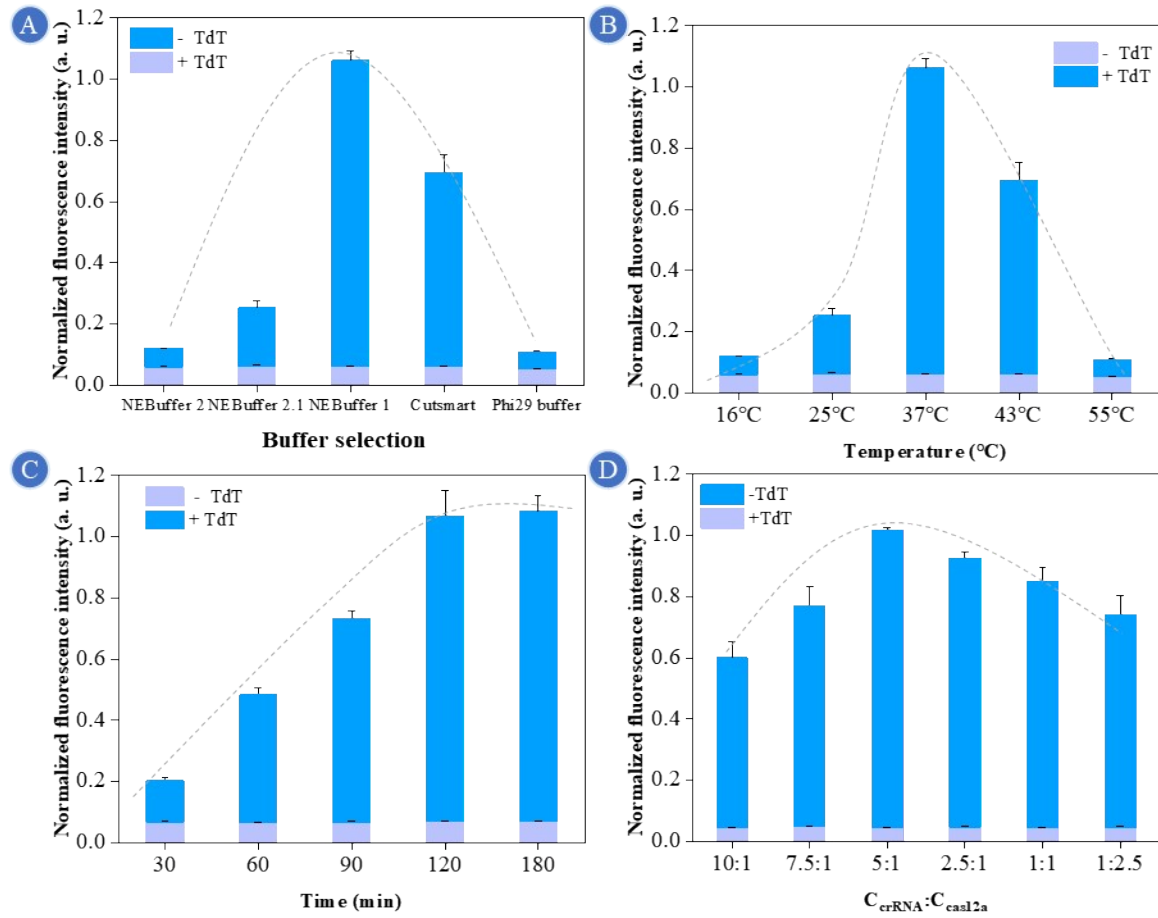 A
Normalized fluorescence intensity (a. u.)
1.2
1.0
0.8
0.6
0.4
0.2
0.0
- TdT
+ TdT
NEBuffer 2 NEBuffer 2.1 NEBuffer 1 Cutsmart Phi29 buffer
Buffer selection
B
Normalized fluorescence intensity (a. u.)
1.2
1.0
0.8
0.6
0.4
0.2
0.0
- TdT
+ TdT
16°C 25°C 37°C 43°C 55°C
Temperature (°C)
C
Normalized fluorescence intensity (a. u.)
1.2
1.0
0.8
0.6
0.4
0.2
0.0
- TdT
+ TdT
30 60 90 120 180
Time (min)
D
Normalized fluorescence intensity (a. u.)
1.2
1.0
0.8
0.6
0.4
0.2
0.0
-TdT
+TdT
10:1 7.5:1 5:1 2.5:1 1:1 1:2.5
CcrRNA:Ccas12a